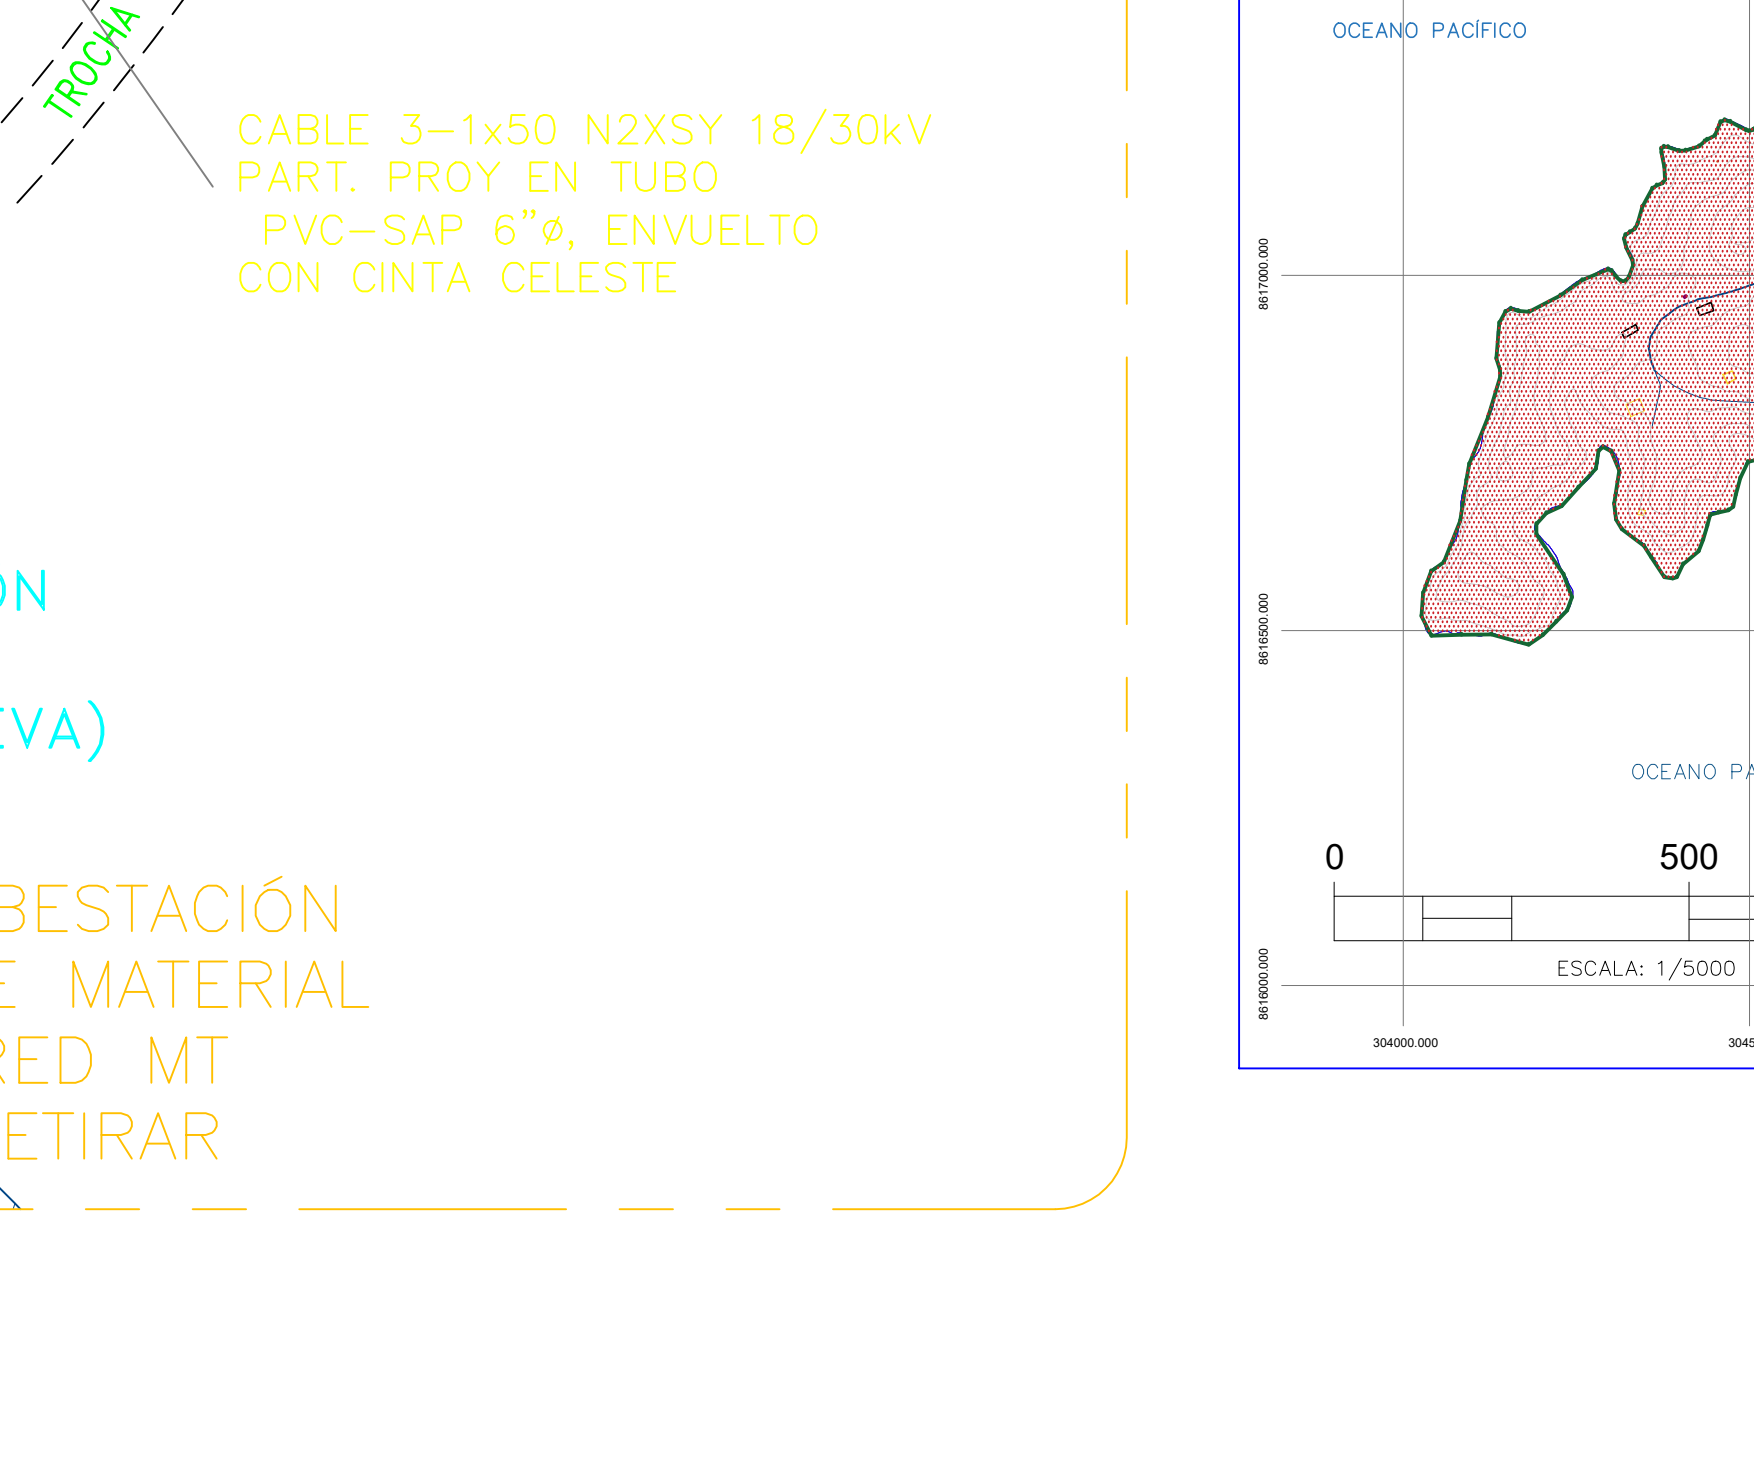 TROCHA
CABLE 3-1x50 N2XSY 18/30kV
PART. PROY EN TUBO
PVC-SAP 6"ø, ENVUELTO
CON CINTA CELESTE
ON
EVA)
BESTACIÓN
E MATERIAL
RED MT
ETIRAR
OCEANO PACÍFICO
8617000.000
8616500.000
OCEANO PA
0 500
ESCALA: 1/5000
8616000.000
304000.000 3045